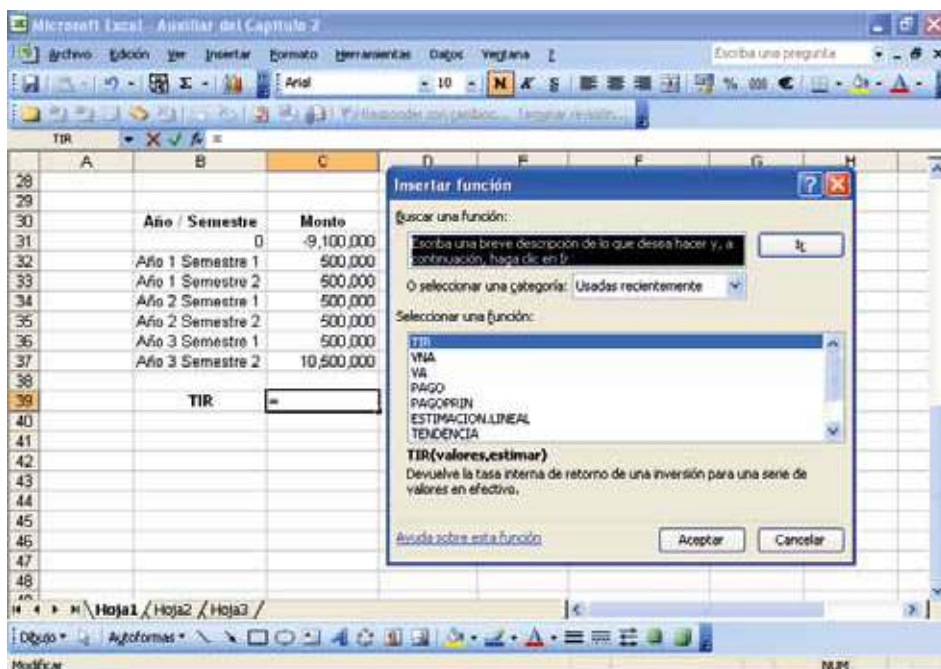 Microsoft Excel - Auxiliar del Capítulo 2
Archivo Edición Ver Insertar Formato Herramientas Datos Ventana ?
Escriba una pregunta
Arial 10 N K S % 000 €
Responder con cambios... Terminar revisión...
TIR fx =
A B C D E F G H
28
29
30 Año / Semestre Monto
31 0 -9,100,000
32 Año 1 Semestre 1 500,000
33 Año 1 Semestre 2 500,000
34 Año 2 Semestre 1 500,000
35 Año 2 Semestre 2 500,000
36 Año 3 Semestre 1 500,000
37 Año 3 Semestre 2 10,500,000
38
39 TIR =
40
41
42
43
44
45
46
47
48
Insertar función
Buscar una función:
Escriba una breve descripción de lo que desea hacer y, a
continuación, haga clic en Ir
Ir
O seleccionar una categoría: Usadas recientemente
Seleccionar una función:
TIR
VNA
VA
PAGO
PAGOPRIN
ESTIMACION.LINEAL
TENDENCIA
TIR(valores,estimar)
Devuelve la tasa interna de retorno de una inversión para una serie de
valores en efectivo.
Ayuda sobre esta función
Aceptar Cancelar
Hoja1 / Hoja2 / Hoja3 /
Dibujo Autoformas
Modificar NUM